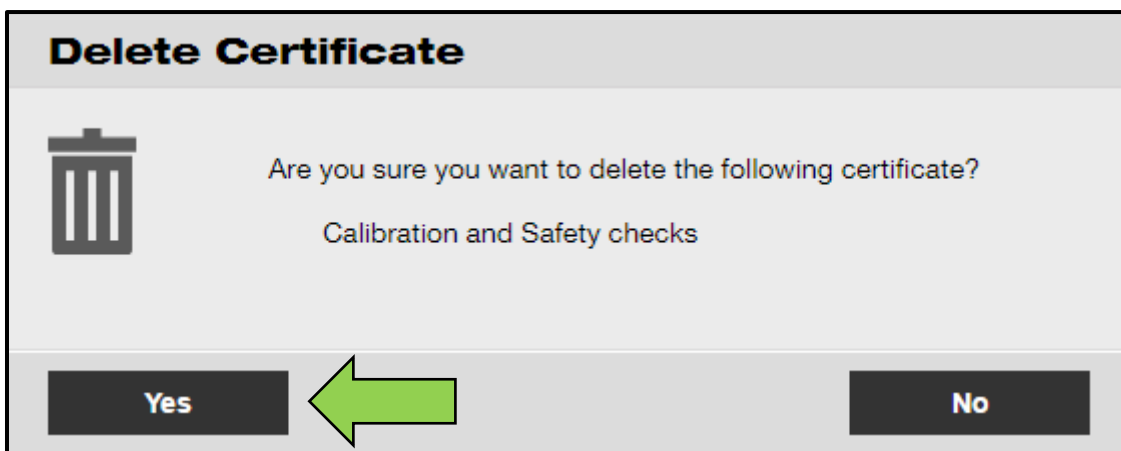 Delete Certificate
Are you sure you want to delete the following certificate?
Calibration and Safety checks
Yes
No